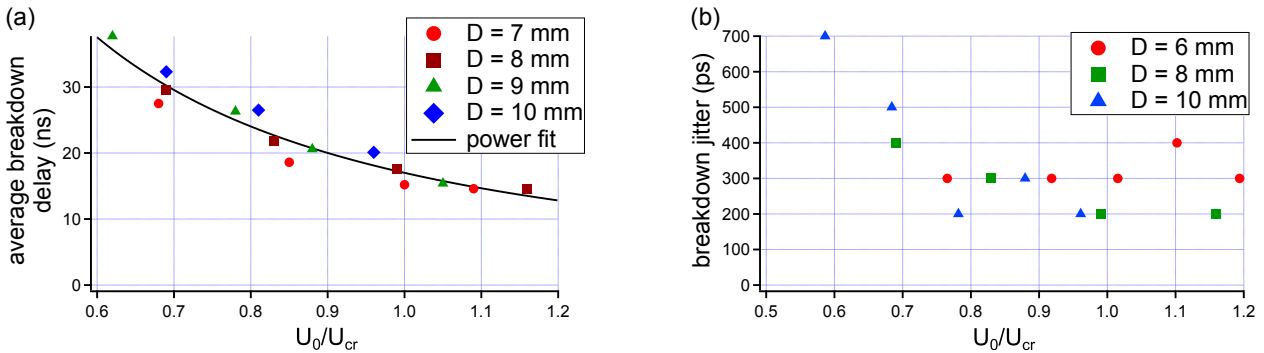 (a)
D = 7 mm
D = 8 mm
D = 9 mm
D = 10 mm
power fit
average breakdown
delay (ns)
30
20
10
0
0.6 0.7 0.8 0.9 1.0 1.1 1.2
U0/Ucr
(b)
D = 6 mm
D = 8 mm
D = 10 mm
breakdown jitter (ps)
700
600
500
400
300
200
100
0
0.5 0.6 0.7 0.8 0.9 1.0 1.1 1.2
U0/Ucr